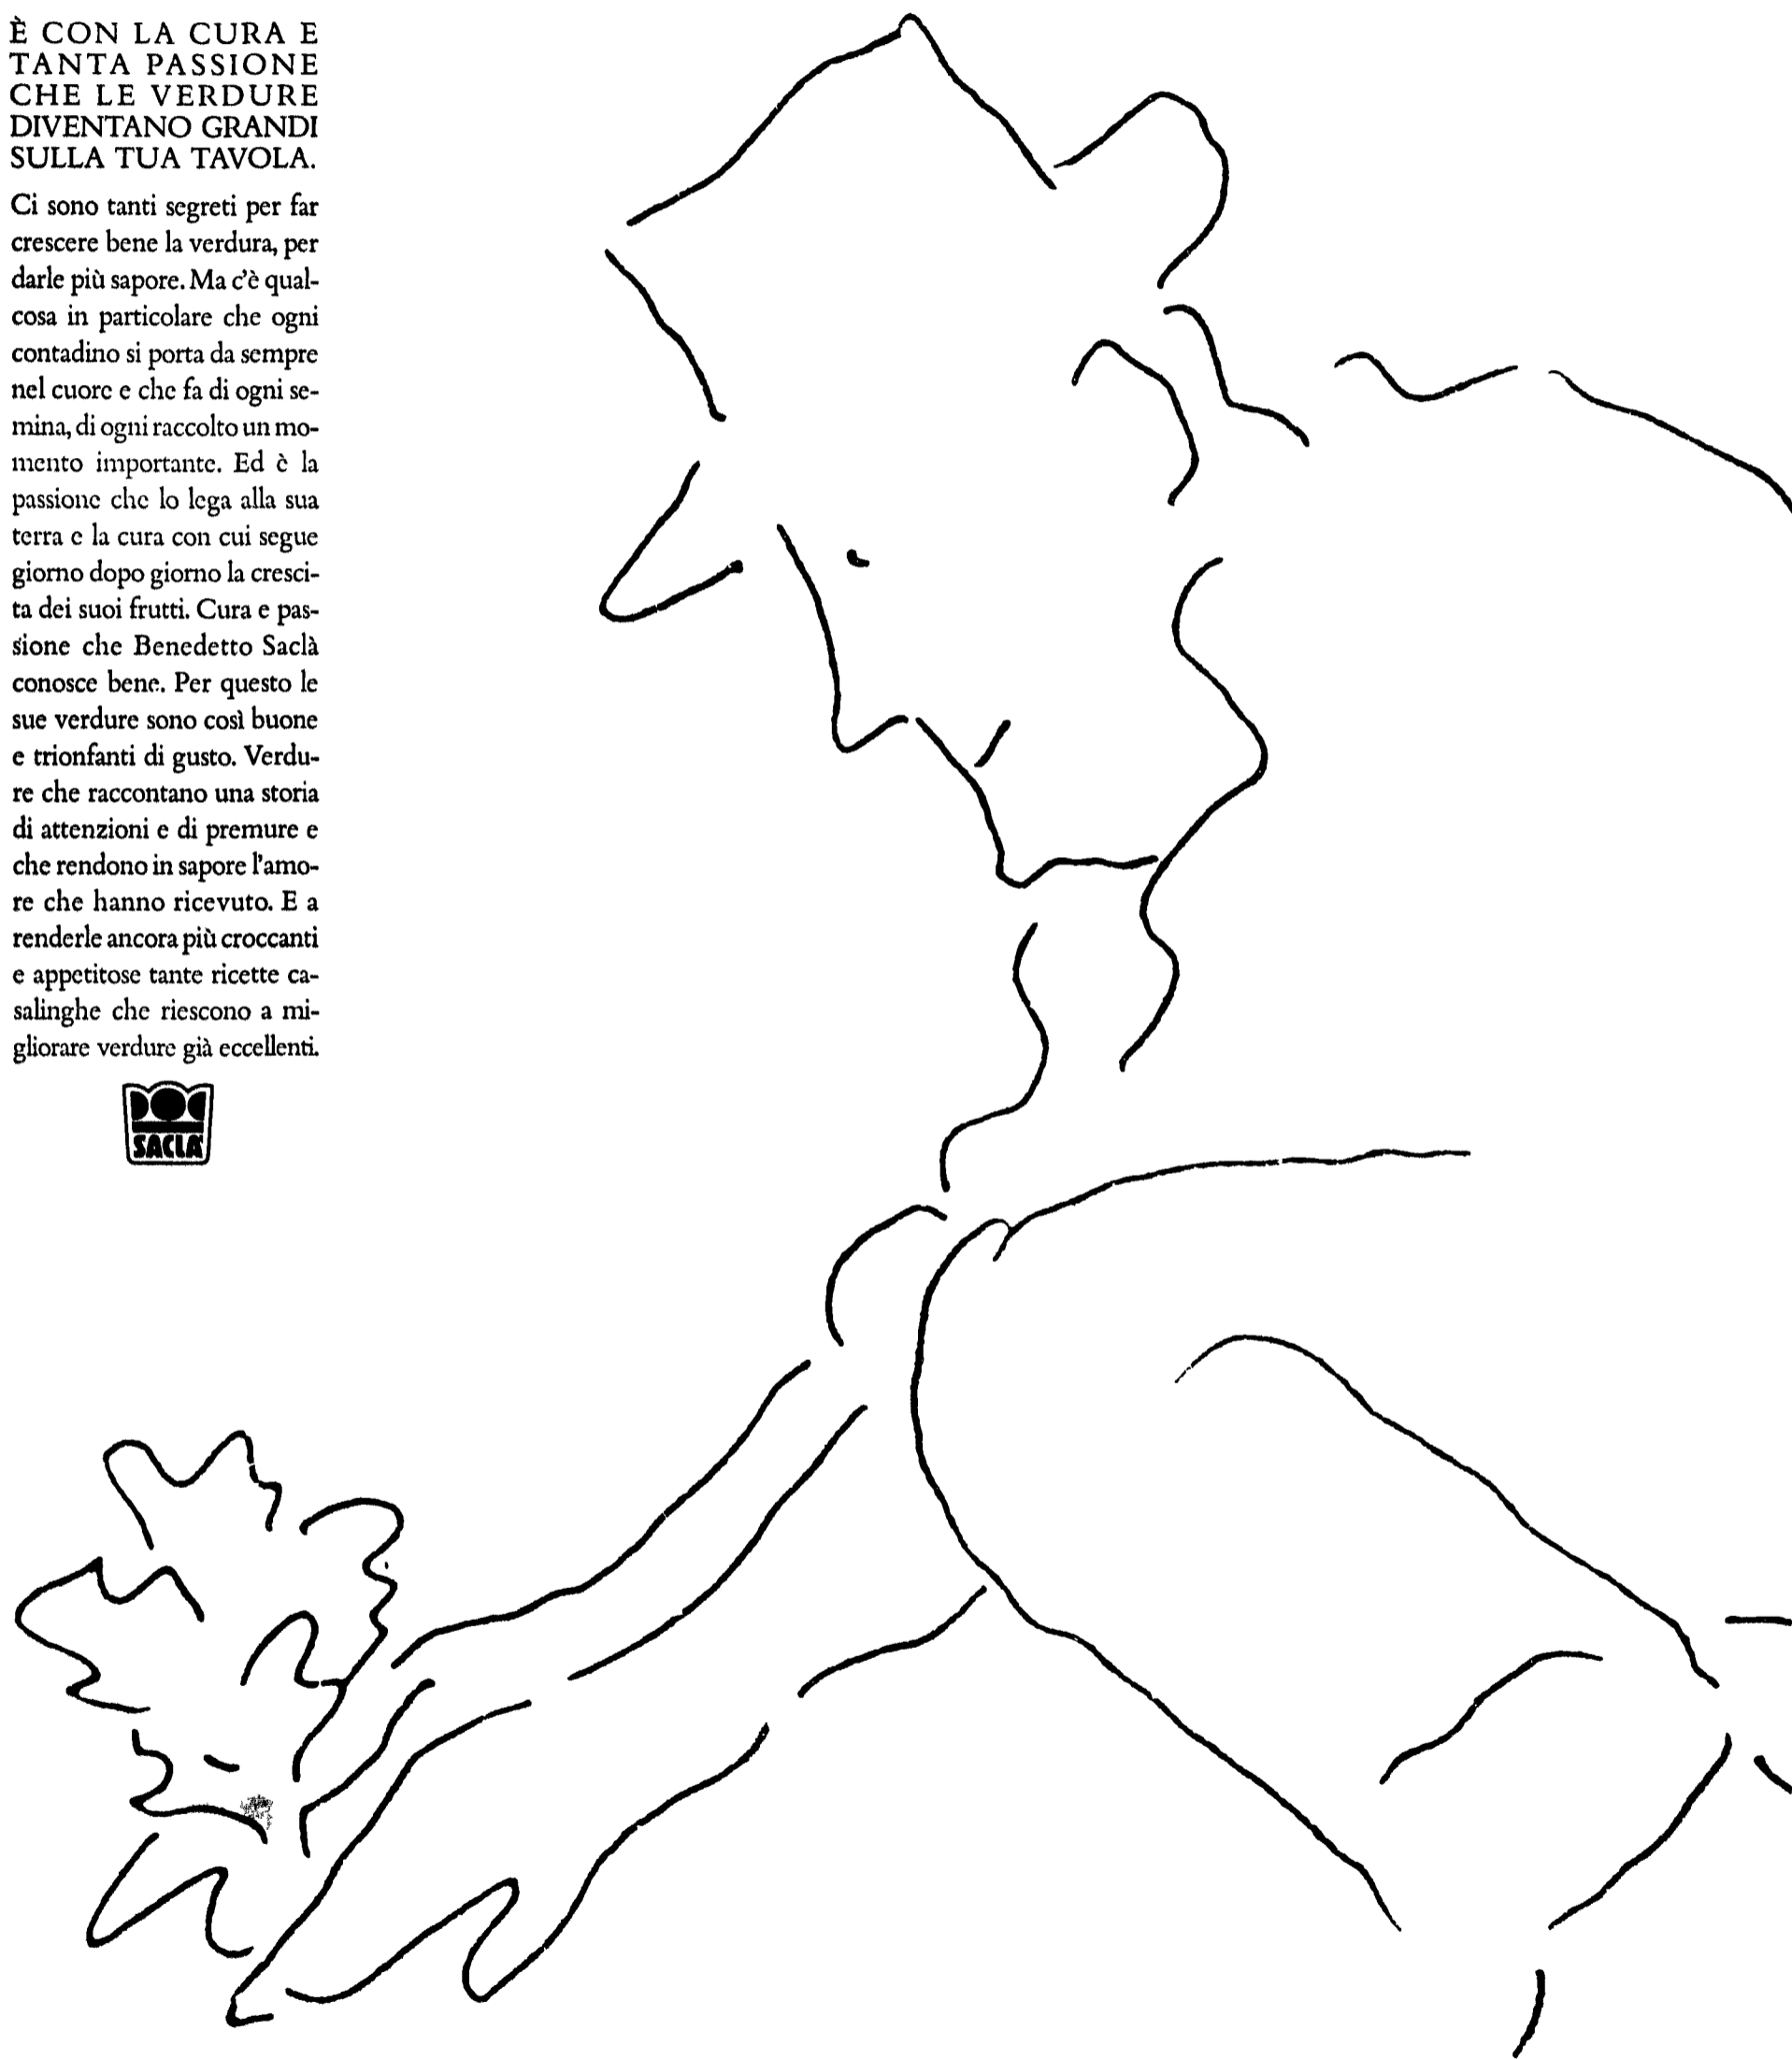 È CON LA CURA E
TANTA PASSIONE
CHE LE VERDURE
DIVENTANO GRANDI
SULLA TUA TAVOLA.
Ci sono tanti segreti per far
crescere bene la verdura, per
darle più sapore. Ma c'è qual-
cosa in particolare che ogni
contadino si porta da sempre
nel cuore e che fa di ogni se-
mina, di ogni raccolto un mo-
mento importante. Ed è la
passione che lo lega alla sua
terra e la cura con cui segue
giorno dopo giorno la cresci-
ta dei suoi frutti. Cura e pas-
sione che Benedetto Saclà
conosce bene. Per questo le
sue verdure sono così buone
e trionfanti di gusto. Verdu-
re che raccontano una storia
di attenzioni e di premure e
che rendono in sapore l'amo-
re che hanno ricevuto. E a
renderle ancora più croccanti
e appetitose tante ricette ca-
salinghe che riescono a mi-
gliorare verdure già eccellenti.
SACLA'